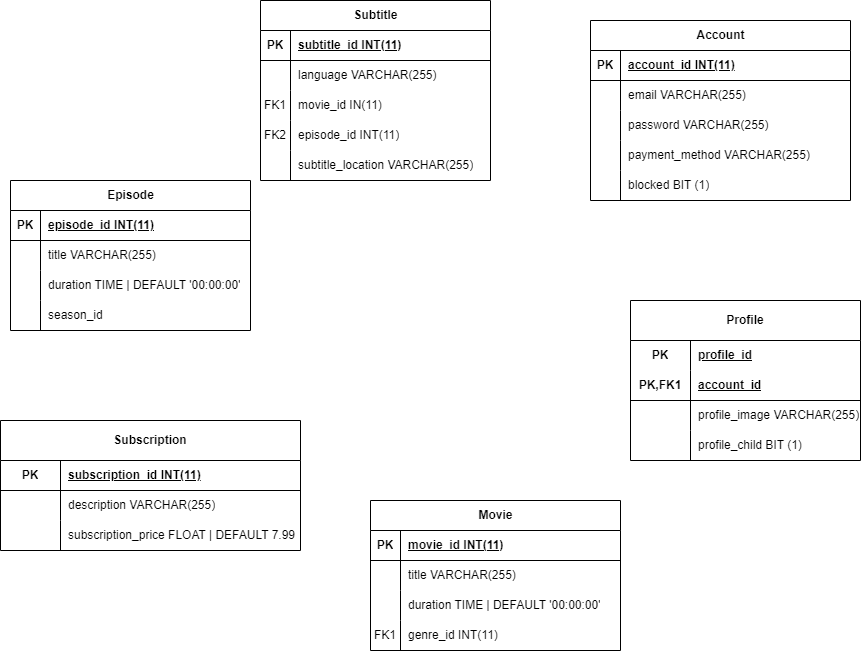 Subtitle
PK subtitle_id INT(11)
language VARCHAR(255)
FK1 movie_id IN(11)
FK2 episode_id INT(11)
subtitle_location VARCHAR(255)
Account
PK account_id INT(11)
email VARCHAR(255)
password VARCHAR(255)
payment_method VARCHAR(255)
blocked BIT (1)
Episode
PK episode_id INT(11)
title VARCHAR(255)
duration TIME | DEFAULT '00:00:00'
season_id
Profile
PK profile_id
PK,FK1 account_id
profile_image VARCHAR(255)
profile_child BIT (1)
Subscription
PK subscription_id INT(11)
description VARCHAR(255)
subscription_price FLOAT | DEFAULT 7.99
Movie
PK movie_id INT(11)
title VARCHAR(255)
duration TIME | DEFAULT '00:00:00'
FK1 genre_id INT(11)